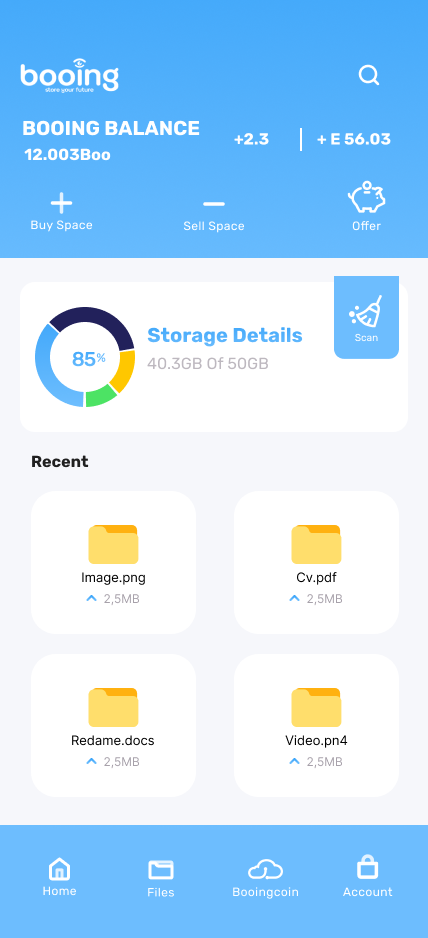 booing
store your future
BOOING BALANCE
12.003Boo
+2.3
+ E 56.03
Buy Space
Sell Space
Offer
Scan
85%
Storage Details
40.3GB Of 50GB
Recent
Image.png
2,5MB
Cv.pdf
2,5MB
Redame.docs
2,5MB
Video.pn4
2,5MB
Home
Files
Booingcoin
Account